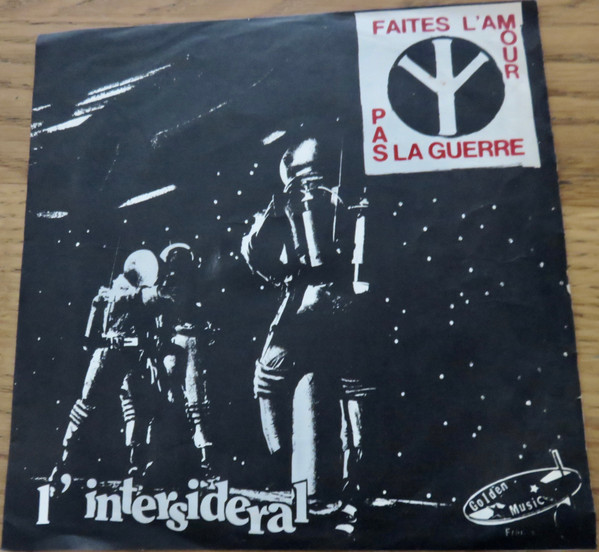 FAITES L'AMOUR
PAS LA GUERRE
l'intersideral
Golden
Music